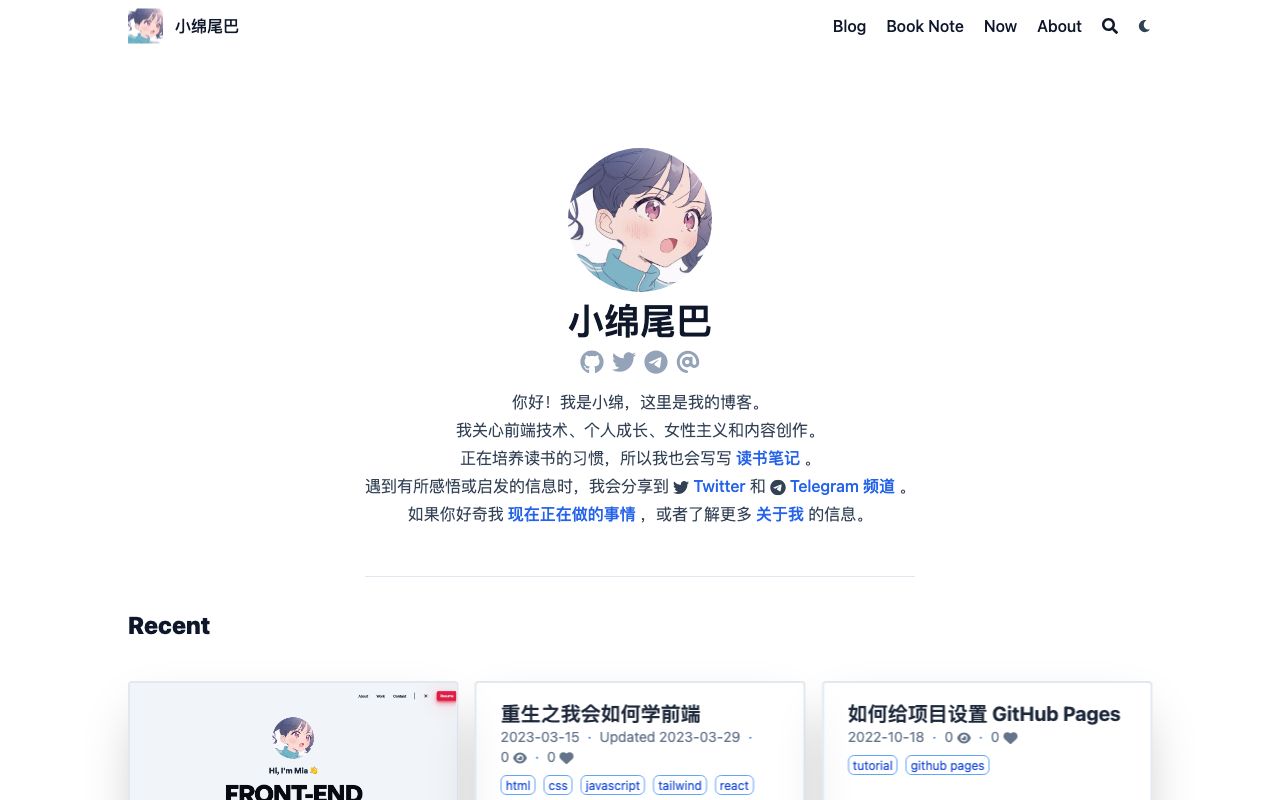 小绵尾巴
Blog Book Note Now About
小绵尾巴
你好！我是小绵，这里是我的博客。
我关心前端技术、个人成长、女性主义和内容创作。
正在培养读书的习惯，所以我也会写写 读书笔记 。
遇到有所感悟或启发的信息时，我会分享到 Twitter 和 Telegram 频道 。
如果你好奇我 现在正在做的事情 ，或者了解更多 关于我 的信息。
Recent
About Work Contact Resume
Hi, I'm Mia 👋
FRONT-END
重生之我会如何学前端
2023-03-15 · Updated 2023-03-29 ·
0 · 0
html css javascript tailwind react
如何给项目设置 GitHub Pages
2022-10-18 · 0 · 0
tutorial github pages